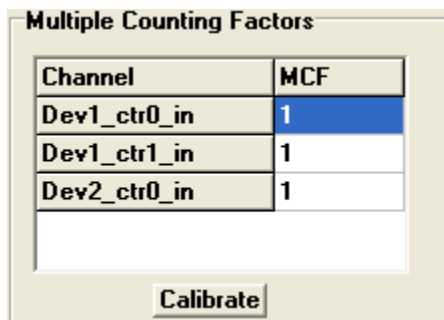 Multiple Counting Factors
Channel MCF
Dev1_ctr0_in 1
Dev1_ctr1_in 1
Dev2_ctr0_in 1
Calibrate